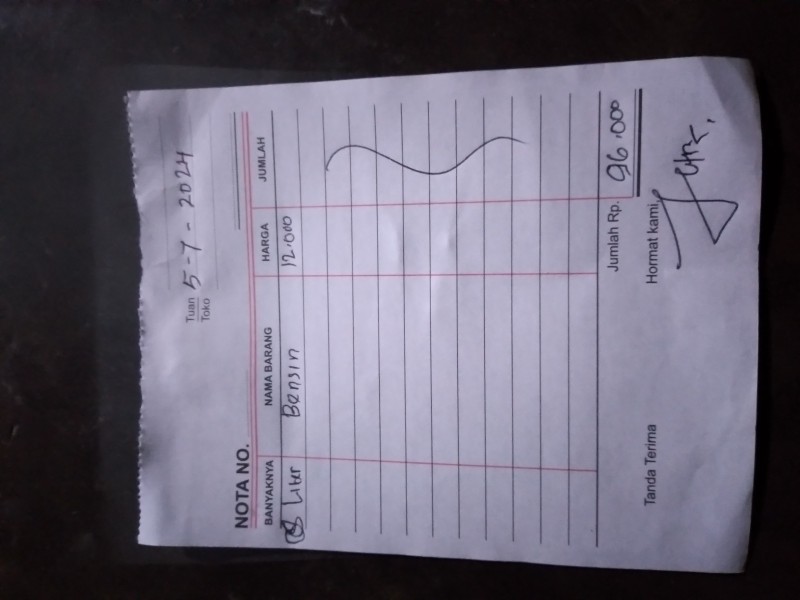 5-7-2024
Tuan
Toko
NOTA NO.
BANYAKNYA NAMA BARANG HARGA JUMLAH
8 Liter Bensin 12.000
Jumlah Rp. 96.000
Tanda Terima Hormat kami,